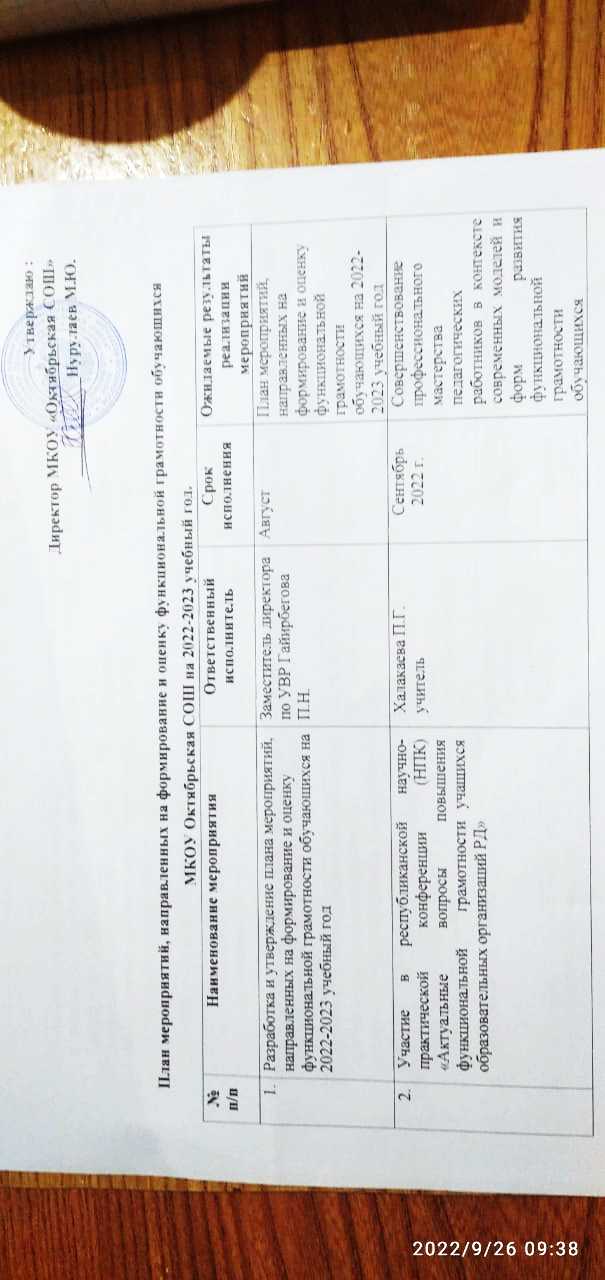 Утверждаю :
Директор МКОУ «Октябрьская СОШ»
Нурулаев М.Ю.
План мероприятий, направленных на формирование и оценку функциональной грамотности обучающихся
МКОУ Октябрьская СОШ на 2022-2023 учебный год.
№
п/п
Наименование мероприятия
Ответственный
исполнитель
Срок
исполнения
Ожидаемые результаты
реализации
мероприятий
1.
Разработка и утверждение плана мероприятий,
направленных на формирование и оценку
функциональной грамотности обучающихся на
2022-2023 учебный год
Заместитель директора
по УВР Гайирбегова
П.Н.
Август
План мероприятий,
направленных на
формирование и оценку
функциональной
грамотности
обучающихся на 2022-
2023 учебный год
2.
Участие в республиканской научно-
практической конференции (НПК)
«Актуальные вопросы повышения
функциональной грамотности учащихся
образовательных организаций РД»
Халакаева П.Г.
учитель
Сентябрь
2022 г.
Совершенствование
профессионального
мастерства
педагогических
работников в контексте
современных моделей и
форм развития
функциональной
грамотности
обучающихся
2022/9/26 09:38